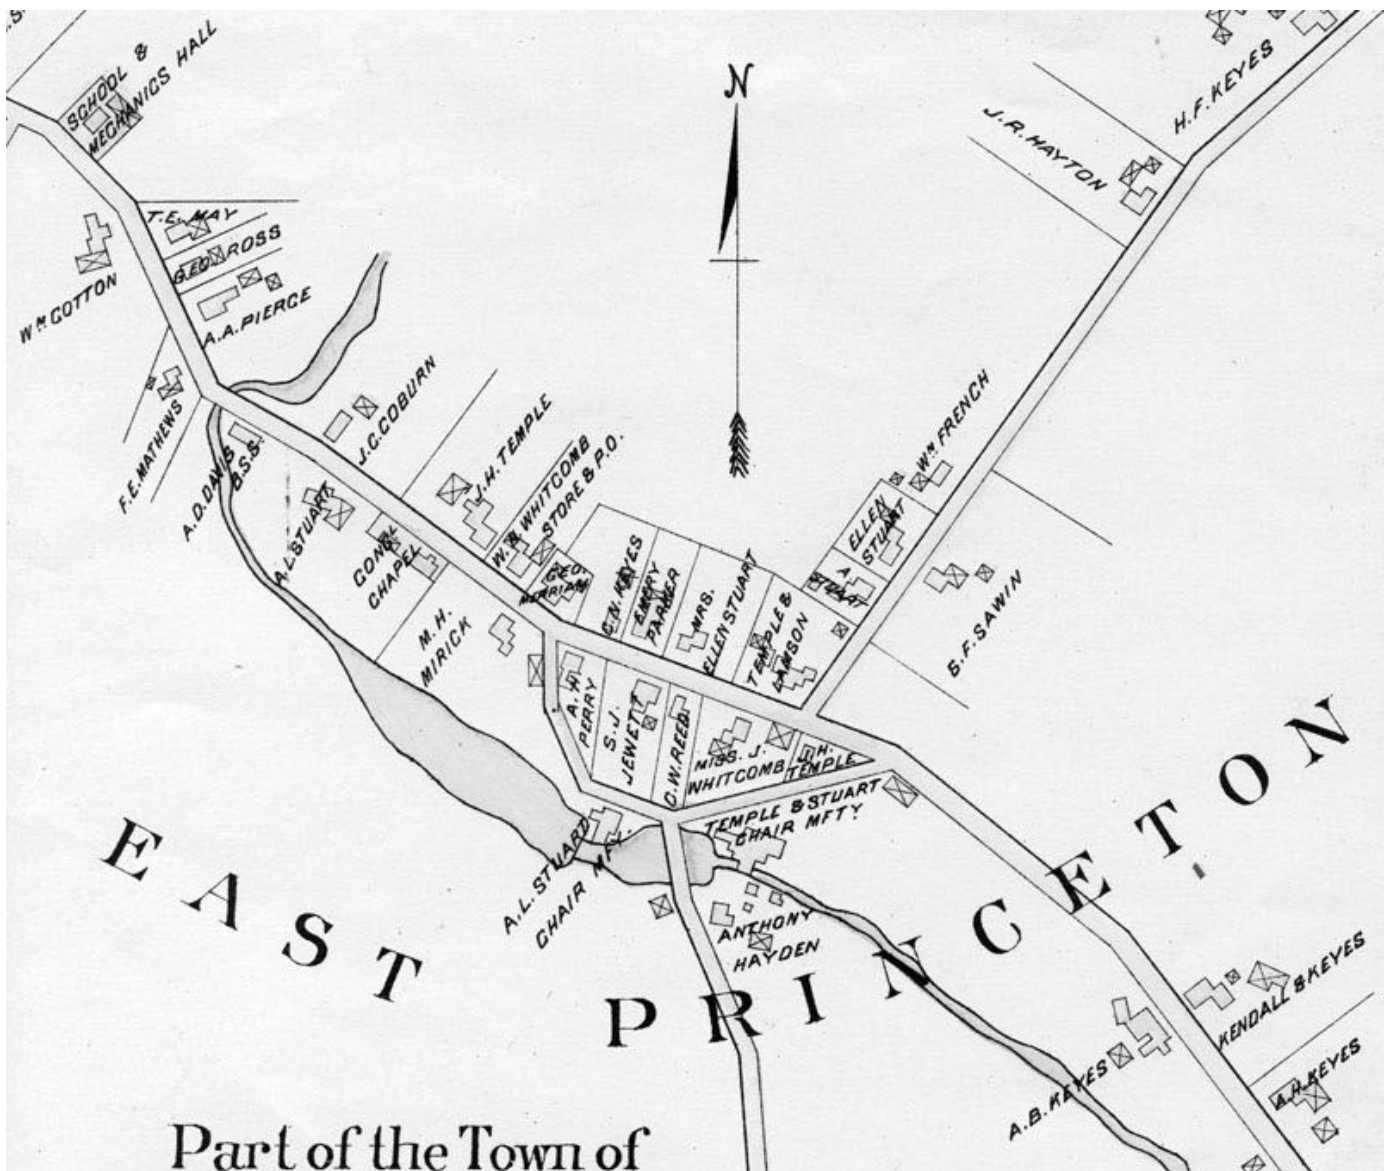 N
SCHOOL &
MECHANICS HALL
H. F. KEYES
J. R. HAYTON
T. E. MAY
GEO ROSS
WM COTTON
A. A. PIERCE
F. E. MATHEWS
J. C. COBURN
A. D. DAVIS
B.S.S.
J. H. TEMPLE
W. WHITCOMB
STORE & P.O.
WM FRENCH
A. L. STUART
CONG'L
CHAPEL
GEO.
MERRIAM
C. N. KEYES
EMERY
PARKER
MRS.
ELLEN STUART
TEMPLE &
LAMSON
ELLEN
STUART
A.
STUART
B. F. SAWIN
M. H.
MIRICK
A. H.
PERRY
S. J.
JEWETT
C. W. REED
MISS. J.
WHITCOMB
J. H.
TEMPLE
TEMPLE & STUART
CHAIR MFTY
A. L. STUART
CHAIR MFY.
ANTHONY
HAYDEN
EAST PRINCETON
KENDALL & KEYES
A. B. KEYES
A. H. KEYES
Part of the Town of